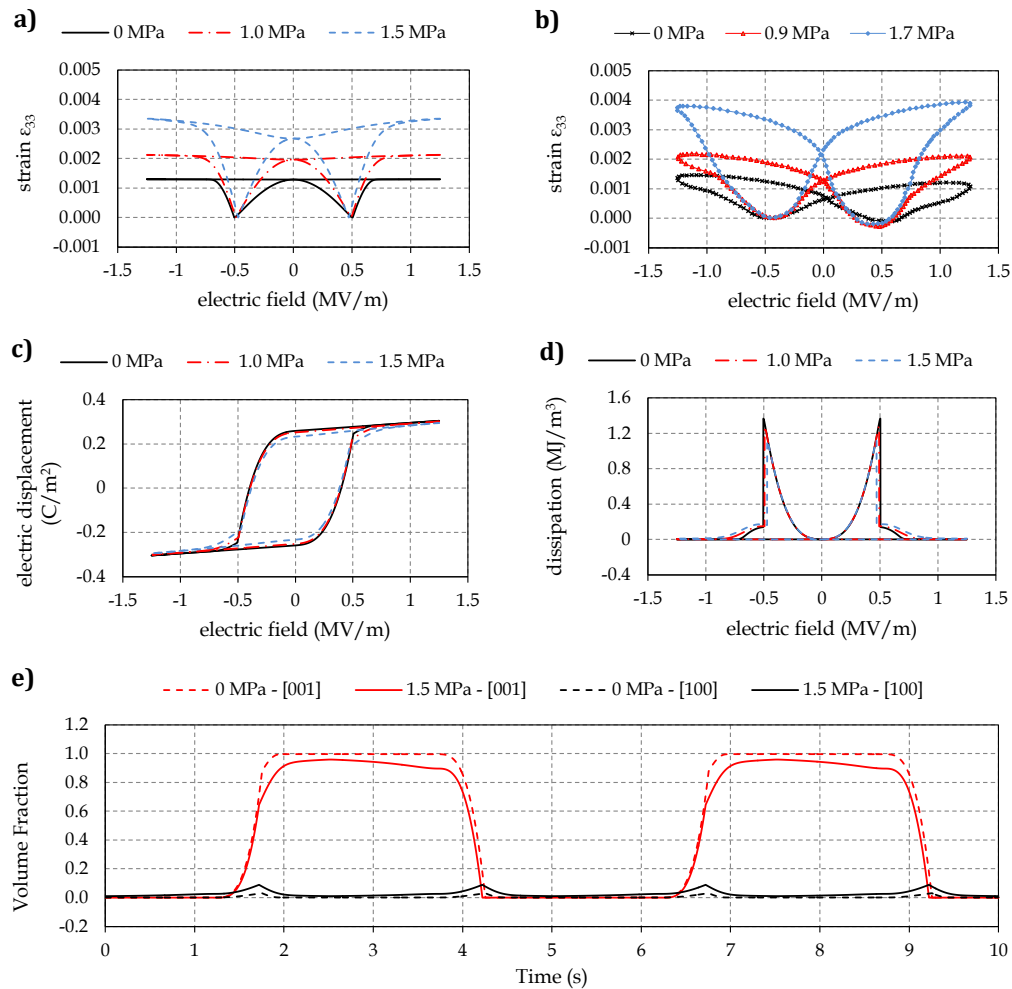 a)
0 MPa 1.0 MPa 1.5 MPa
strain ε33
0.005
0.004
0.003
0.002
0.001
0.000
-0.001
-1.5 -1 -0.5 0 0.5 1 1.5
electric field (MV/m)
b)
0 MPa 0.9 MPa 1.7 MPa
strain ε33
0.005
0.004
0.003
0.002
0.001
0.000
-0.001
-1.5 -1.0 -0.5 0.0 0.5 1.0 1.5
electric field (MV/m)
c)
0 MPa 1.0 MPa 1.5 MPa
electric displacement
(C/m²)
0.4
0.2
0
-0.2
-0.4
-1.5 -1 -0.5 0 0.5 1 1.5
electric field (MV/m)
d)
0 MPa 1.0 MPa 1.5 MPa
dissipation (MJ/m³)
1.6
1.2
0.8
0.4
0
-0.4
-1.5 -1 -0.5 0 0.5 1 1.5
electric field (MV/m)
e)
0 MPa - [001] 1.5 MPa - [001] 0 MPa - [100] 1.5 MPa - [100]
Volume Fraction
1.2
1.0
0.8
0.6
0.4
0.2
0.0
-0.2
0 1 2 3 4 5 6 7 8 9 10
Time (s)